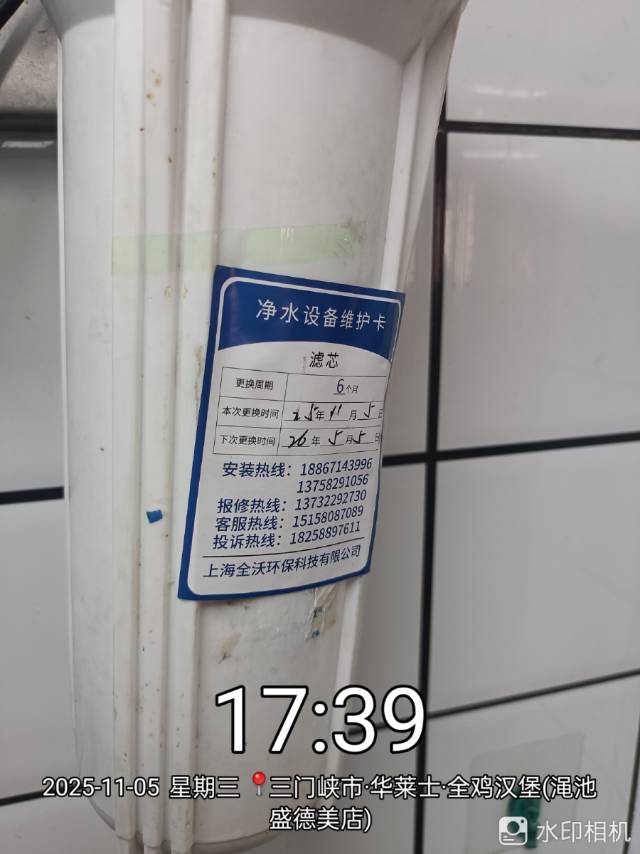 净水设备维护卡
滤芯
更换周期 6个月
本次更换时间 25年11月5日
下次更换时间 26年5月5日
安装热线：18867143996
13758291056
报修热线：13732292730
客服热线：15158087089
投诉热线：18258897611
上海全沃环保科技有限公司
17:39
2025-11-05 星期三 三门峡市·华莱士·全鸡汉堡(渑池
盛德美店)
水印相机